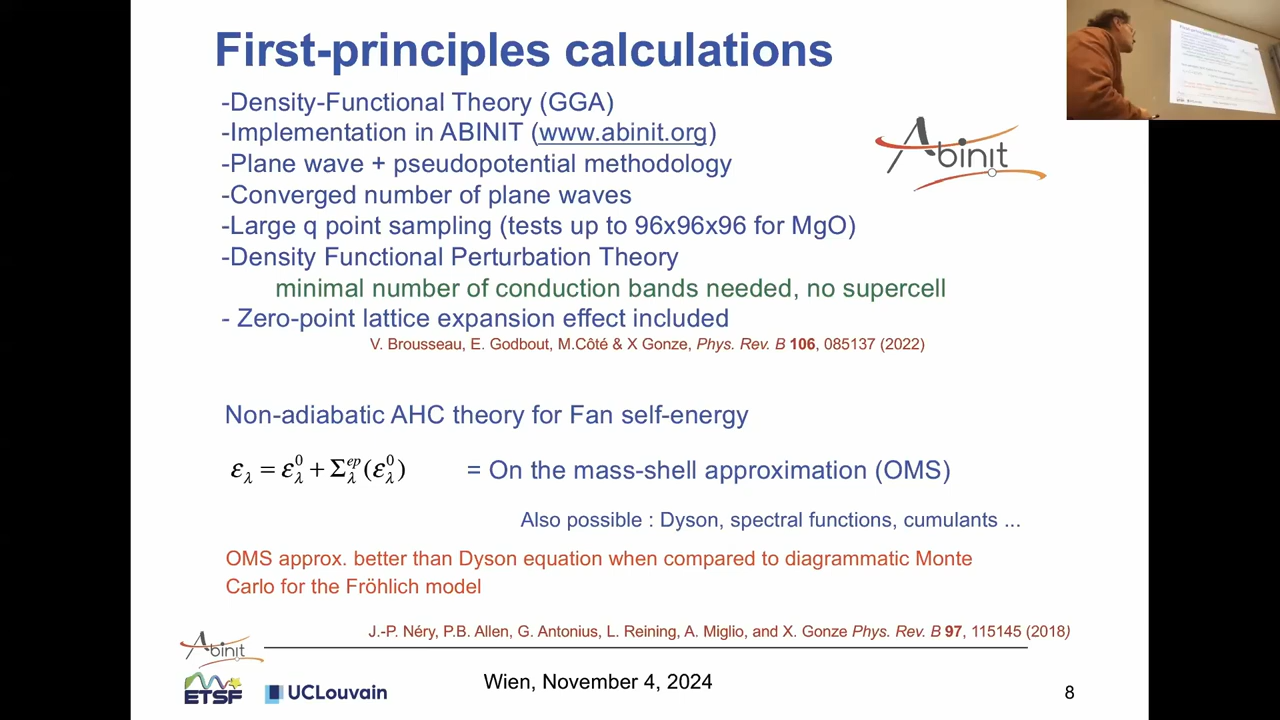 First-principles calculations
-Density-Functional Theory (GGA)
-Implementation in ABINIT (www.abinit.org)
-Plane wave + pseudopotential methodology
-Converged number of plane waves
-Large q point sampling (tests up to 96x96x96 for MgO)
-Density Functional Perturbation Theory
minimal number of conduction bands needed, no supercell
- Zero-point lattice expansion effect included
V. Brousseau, E. Godbout, M.Côté & X Gonze, Phys. Rev. B 106, 085137 (2022)
Abinit
Non-adiabatic AHC theory for Fan self-energy
ε_λ = ε_λ^0 + Σ_λ^ep (ε_λ^0) = On the mass-shell approximation (OMS)
Also possible : Dyson, spectral functions, cumulants ...
OMS approx. better than Dyson equation when compared to diagrammatic Monte
Carlo for the Fröhlich model
J.-P. Néry, P.B. Allen, G. Antonius, L. Reining, A. Miglio, and X. Gonze Phys. Rev. B 97, 115145 (2018)
Abinit
ETSF UCLouvain
Wien, November 4, 2024
8